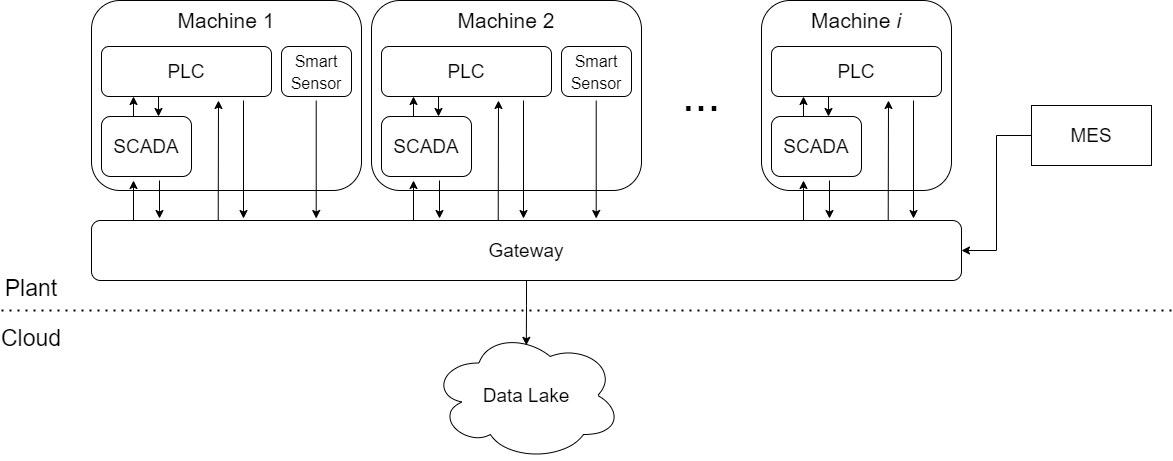 Machine 1
Machine 2
Machine i
PLC
Smart
Sensor
PLC
Smart
Sensor
PLC
...
SCADA
SCADA
SCADA
MES
Gateway
Plant
Cloud
Data Lake